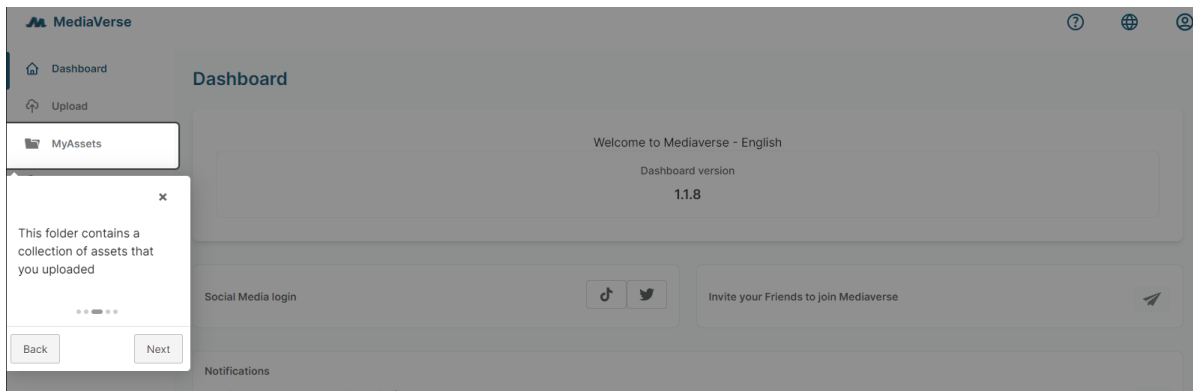 MediaVerse
Dashboard
Upload
MyAssets
This folder contains a
collection of assets that
you uploaded
Back
Next
Dashboard
Welcome to Mediaverse - English
Dashboard version
1.1.8
Social Media login
Invite your Friends to join Mediaverse
Notifications